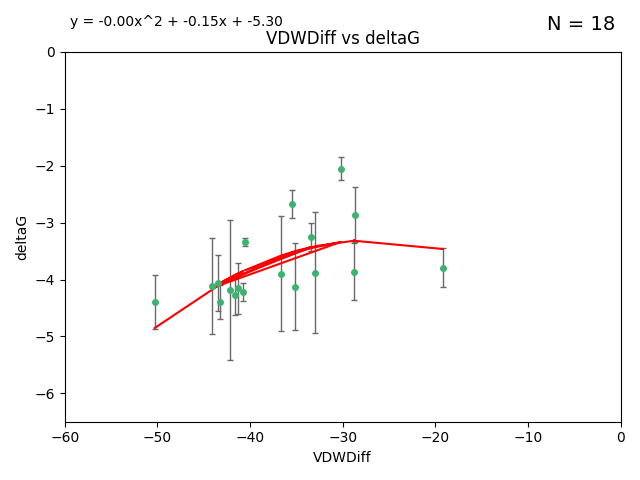 y = -0.00x^2 + -0.15x + -5.30
N = 18
VDWDiff vs deltaG
0
−1
−2
−3
−4
−5
−6
deltaG
−60 −50 −40 −30 −20 −10 0
VDWDiff